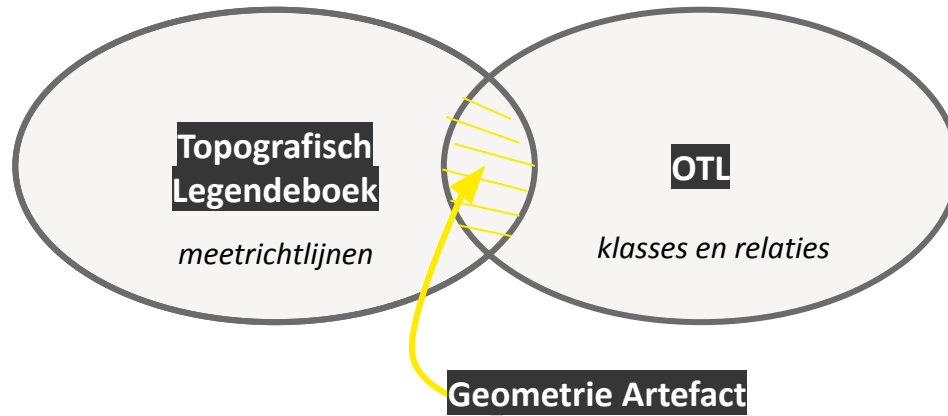 Topografisch
Legendeboek
meetrichtlijnen
OTL
klasses en relaties
Geometrie Artefact